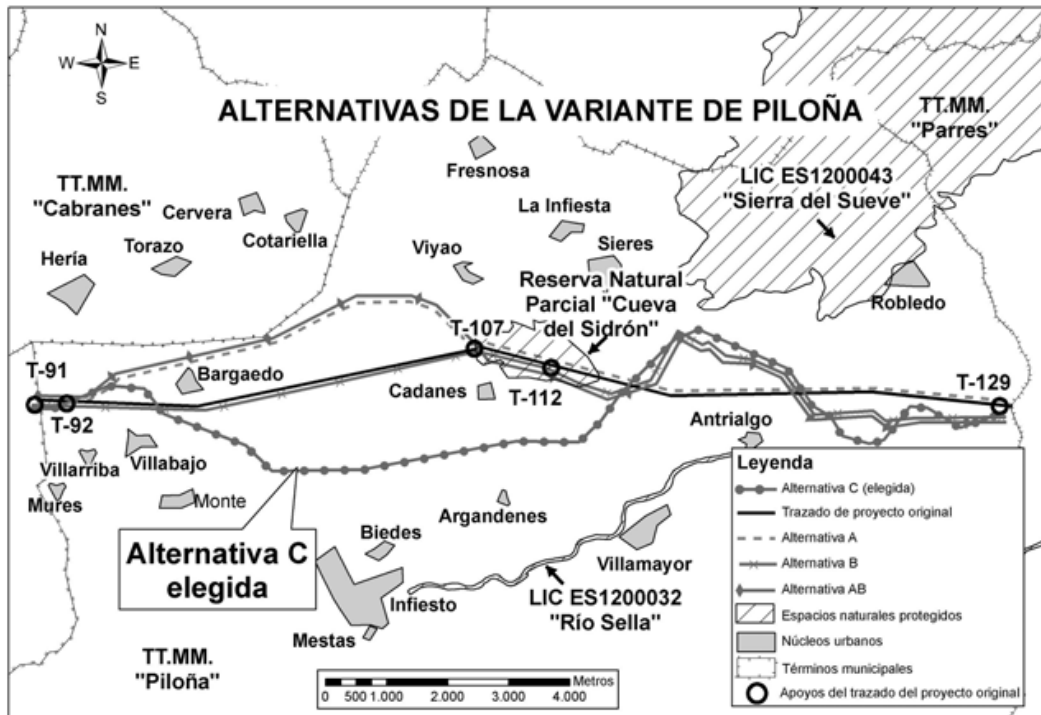 N
W E
S
ALTERNATIVAS DE LA VARIANTE DE PILOÑA
TT.MM.
"Parres"
Fresnosa
LIC ES1200043
"Sierra del Sueve"
TT.MM.
"Cabranes"
Cervera
Cotariella
La Infiesta
Torazo
Hería
Viyao
Sieres
Reserva Natural
Parcial "Cueva
del Sidrón"
Robledo
T-107
T-91
Bargaedo
Cadanes
T-112
T-129
T-92
Antrialgo
Villarriba
Villabajo
Mures
Monte
Argandenes
Alternativa C
elegida
Biedes
Villamayor
Infiesto
LIC ES1200032
"Río Sella"
Mestas
TT.MM.
"Piloña"
Metros
0 500 1.000 2.000 3.000 4.000
Leyenda
Alternativa C (elegida)
Trazado de proyecto original
Alternativa A
Alternativa B
Alternativa AB
Espacios naturales protegidos
Núcleos urbanos
Términos municipales
Apoyos del trazado del proyecto original